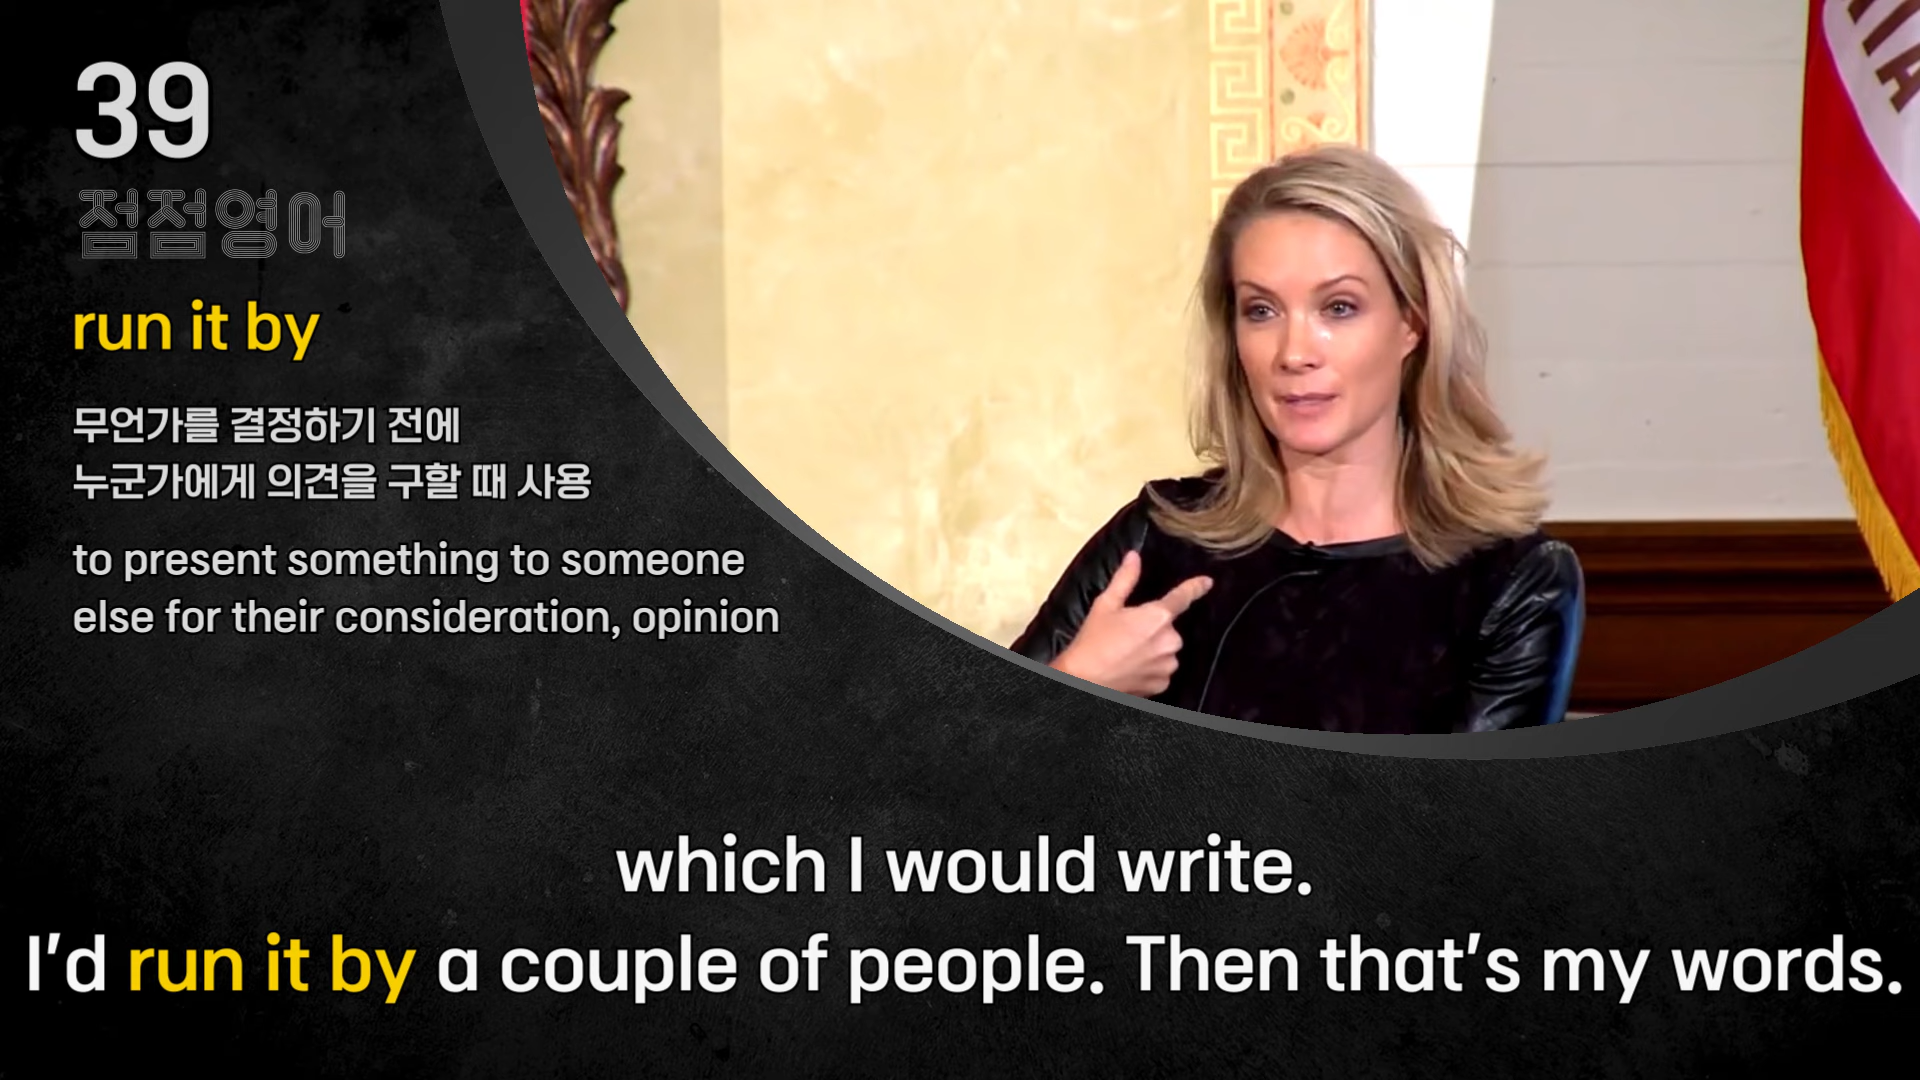 39
점점영어
run it by
무언가를 결정하기 전에
누군가에게 의견을 구할 때 사용
to present something to someone
else for their consideration, opinion
which I would write.
I'd run it by a couple of people. Then that's my words.